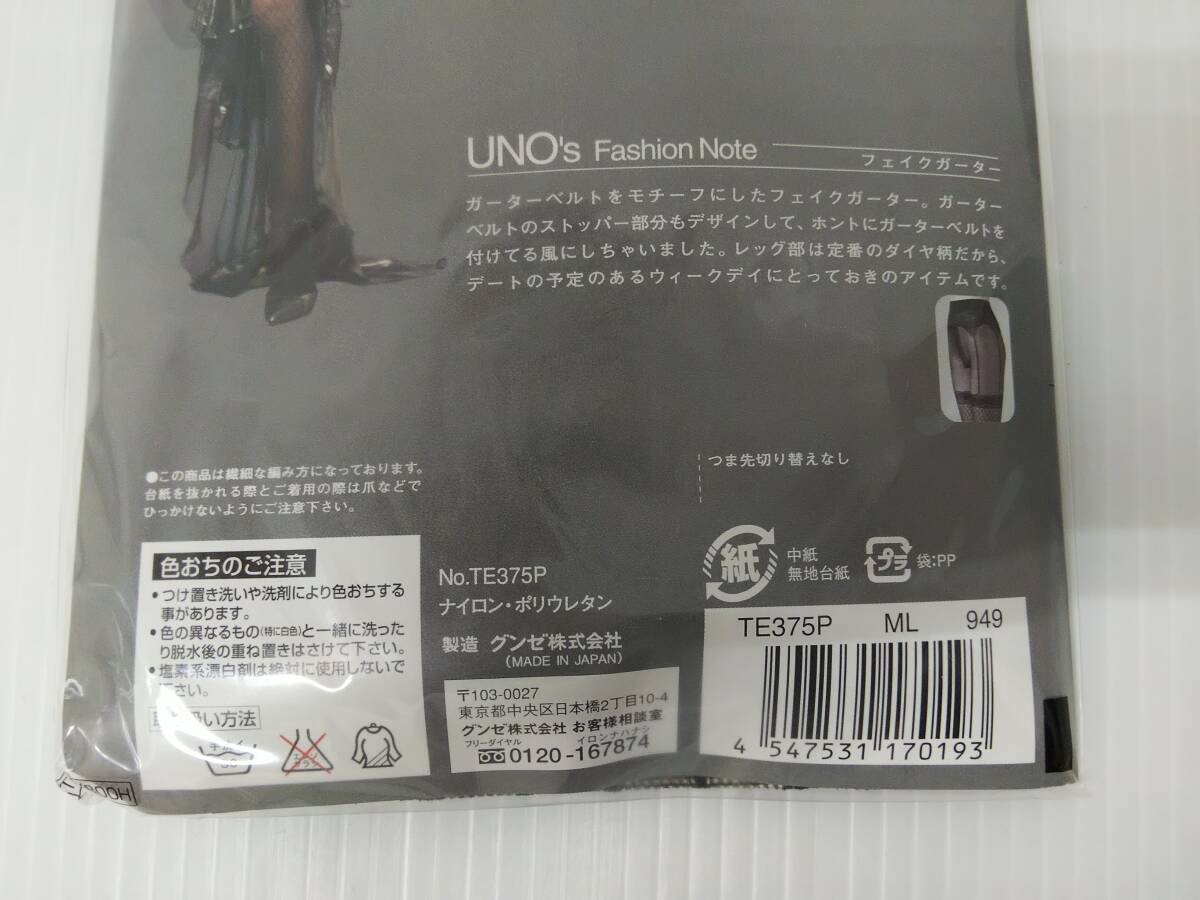 UNO's Fashion Note
フェイクガーター
ガーターベルトをモチーフにしたフェイクガーター。ガーター
ベルトのストッパー部分もデザインして、ホントにガーターベルトを
付けてる風にしちゃいました。レッグ部は定番のダイヤ柄だから、
デートの予定のあるウィークデイにとっておきのアイテムです。
●この商品は繊細な編み方になっております。
台紙を抜かれる際とご着用の際は爪などで
ひっかけないようにご注意下さい。
つま先切り替えなし
色おちのご注意
•つけ置き洗いや洗剤により色おちする
事があります。
•色の異なるもの(特に白色)と一緒に洗った
り脱水後の重ね置きはさけて下さい。
•塩素系漂白剤は絶対に使用しないで
下さい。
取り扱い方法
No.TE375P
ナイロン・ポリウレタン
製造 グンゼ株式会社
(MADE IN JAPAN)
〒103-0027
東京都中央区日本橋2丁目10-4
グンゼ株式会社 お客様相談室
フリーダイヤル イロンナハナシ
0120-167874
紙
中紙
無地台紙
プラ
袋:PP
TE375P ML 949
4 547531 170193